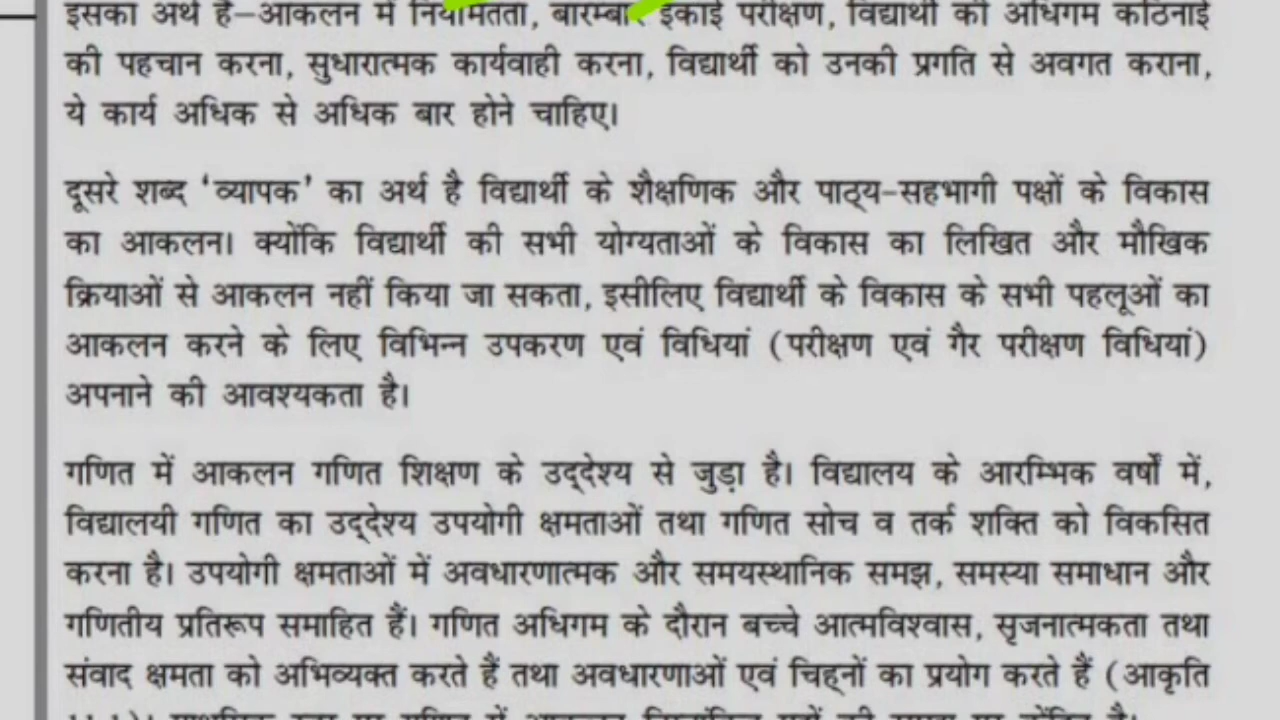 इसका अर्थ है–आकलन में नियमितता, बारम्बार इकाई परीक्षण, विद्यार्थी की अधिगम कठिनाई
की पहचान करना, सुधारात्मक कार्यवाही करना, विद्यार्थी को उनकी प्रगति से अवगत कराना,
ये कार्य अधिक से अधिक बार होने चाहिए।
दूसरे शब्द ‘व्यापक’ का अर्थ है विद्यार्थी के शैक्षणिक और पाठ्य-सहभागी पक्षों के विकास
का आकलन। क्योंकि विद्यार्थी की सभी योग्यताओं के विकास का लिखित और मौखिक
क्रियाओं से आकलन नहीं किया जा सकता, इसीलिए विद्यार्थी के विकास के सभी पहलूओं का
आकलन करने के लिए विभिन्न उपकरण एवं विधियां (परीक्षण एवं गैर परीक्षण विधियां)
अपनाने की आवश्यकता है।
गणित में आकलन गणित शिक्षण के उद्देश्य से जुड़ा है। विद्यालय के आरम्भिक वर्षों में,
विद्यालयी गणित का उद्देश्य उपयोगी क्षमताओं तथा गणित सोच व तर्क शक्ति को विकसित
करना है। उपयोगी क्षमताओं में अवधारणात्मक और समयस्थानिक समझ, समस्या समाधान और
गणितीय प्रतिरूप समाहित हैं। गणित अधिगम के दौरान बच्चे आत्मविश्वास, सृजनात्मकता तथा
संवाद क्षमता को अभिव्यक्त करते हैं तथा अवधारणाओं एवं चिह्नों का प्रयोग करते हैं (आकृति